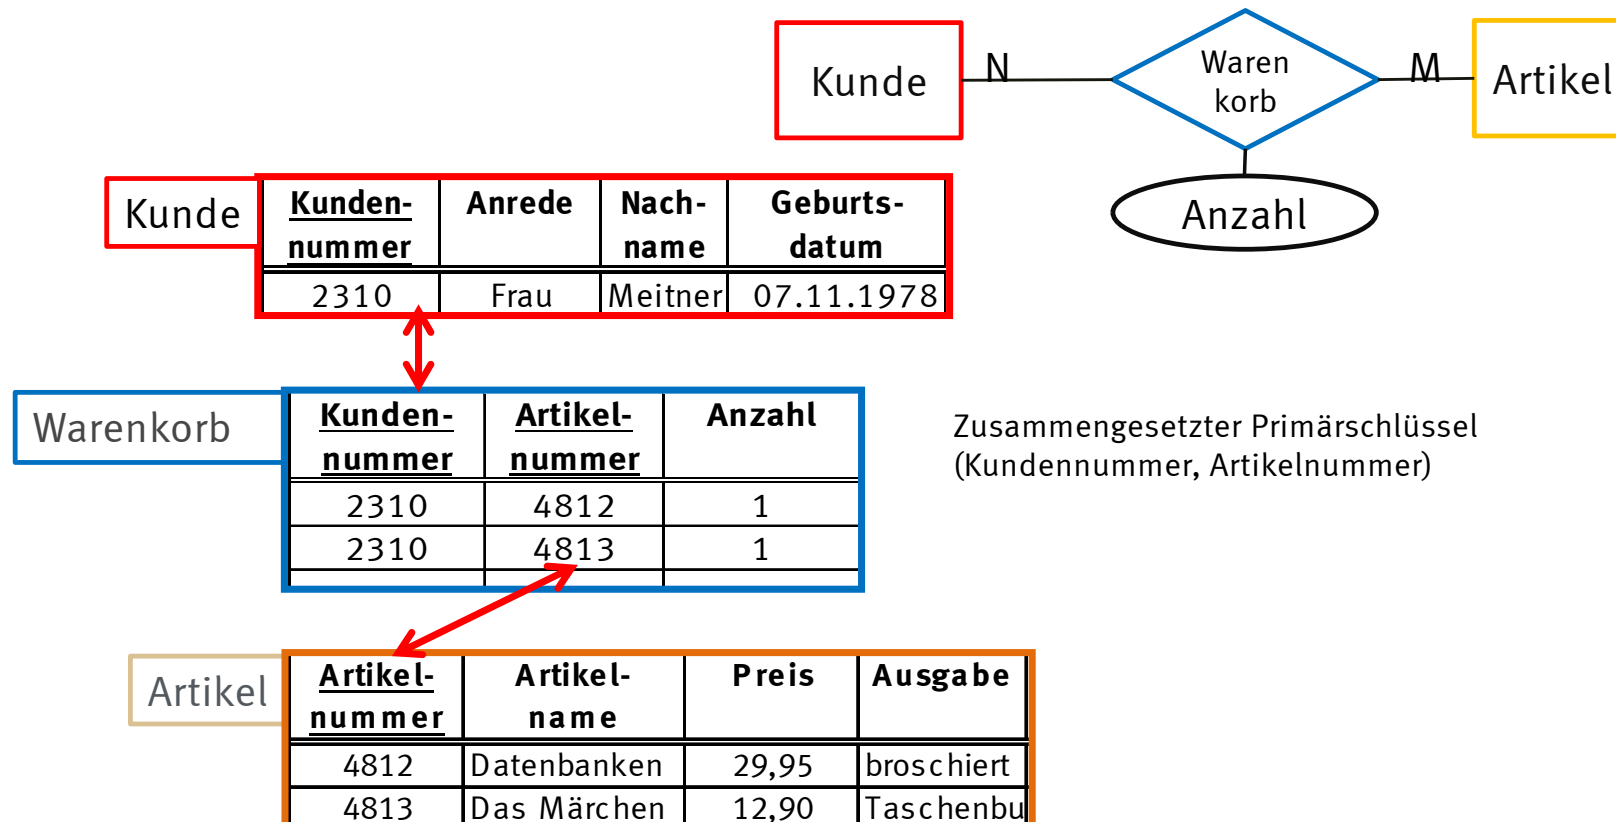 Kunde N Waren korb M Artikel
Anzahl
Kunde
Kunden- Anrede Nach- Geburts-
nummer name datum
2310 Frau Meitner 07.11.1978
Warenkorb
Kunden- Artikel- Anzahl
nummer nummer
2310 4812 1
2310 4813 1
Zusammengesetzter Primärschlüssel
(Kundennummer, Artikelnummer)
Artikel
Artikel- Artikel- Preis Ausgabe
nummer name
4812 Datenbanken 29,95 broschiert
4813 Das Märchen 12,90 Taschenbu